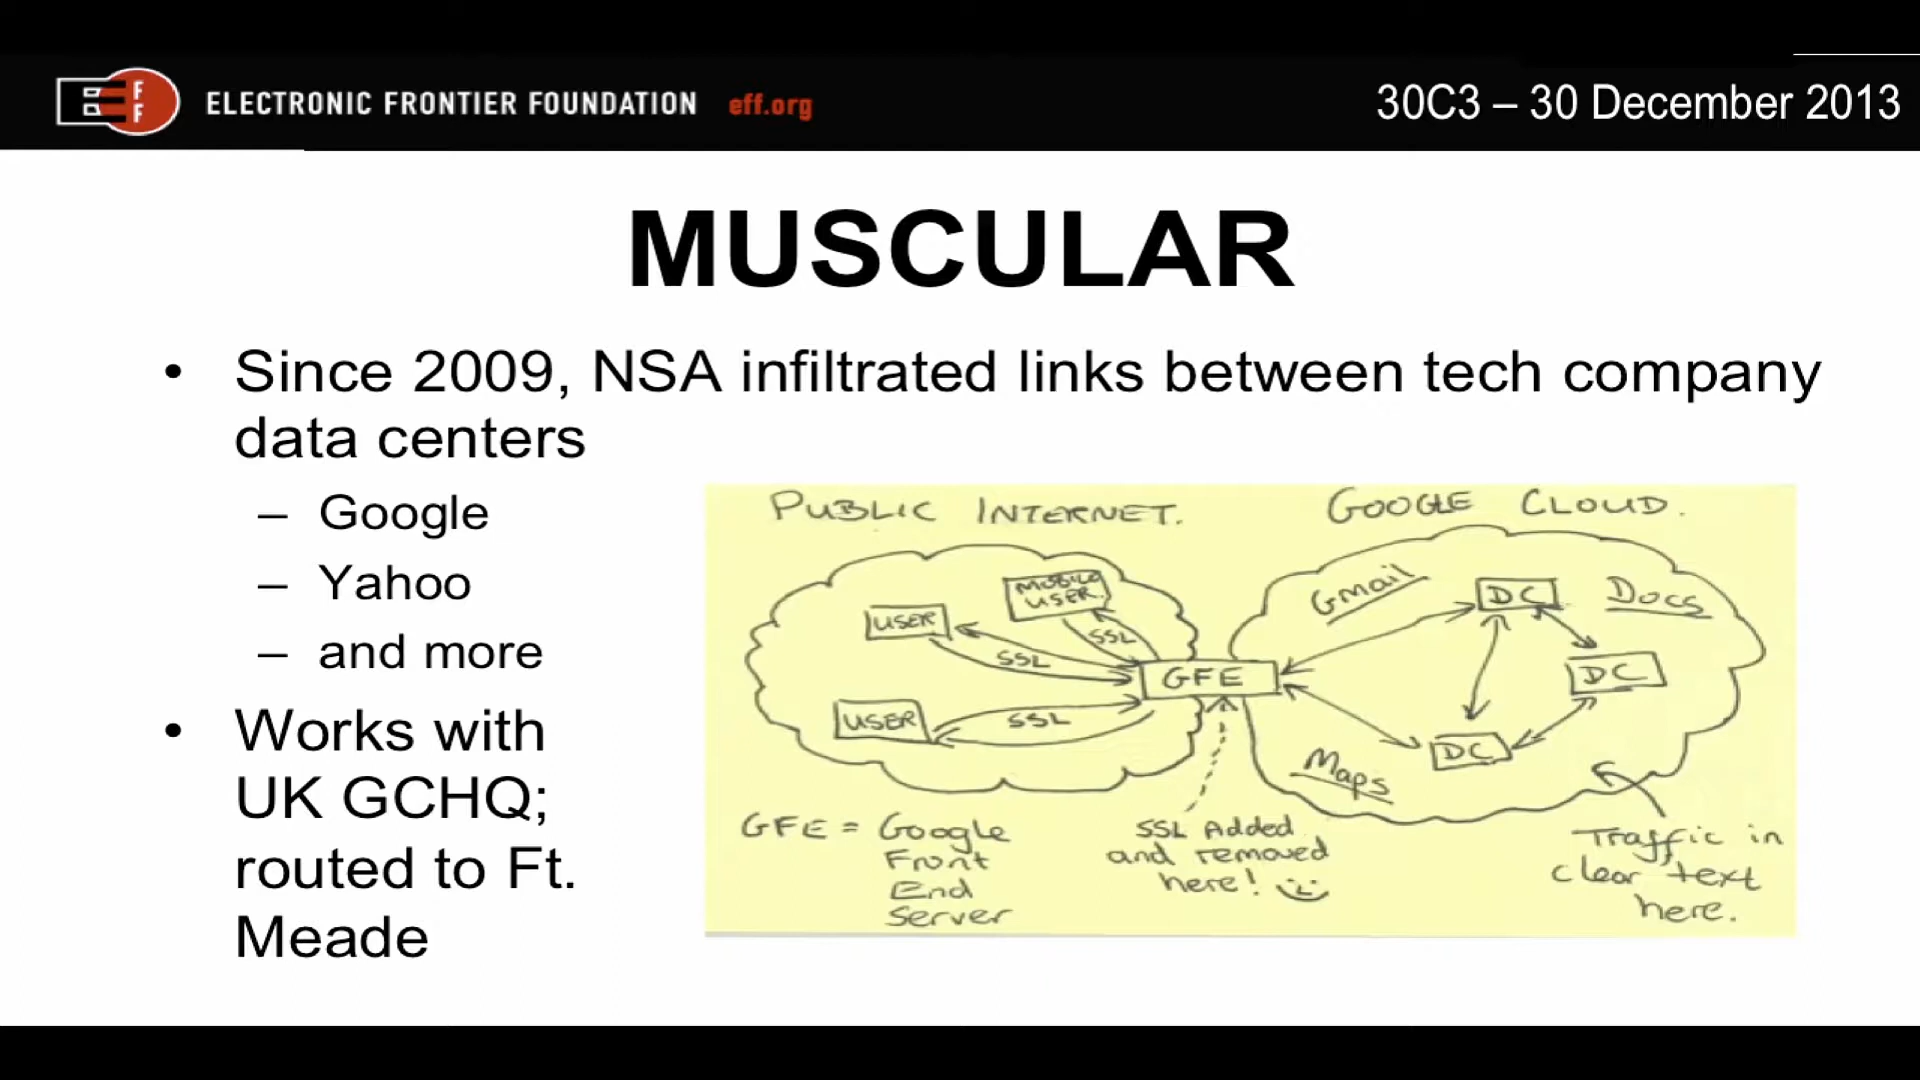 EFF ELECTRONIC FRONTIER FOUNDATION eff.org
30C3 – 30 December 2013
MUSCULAR
• Since 2009, NSA infiltrated links between tech company
data centers
– Google
– Yahoo
– and more
• Works with
UK GCHQ;
routed to Ft.
Meade
PUBLIC INTERNET.
GOOGLE CLOUD.
MOBILE
USER.
USER
SSL
SSL
USER
SSL
GFE
Gmail
DC
Docs
DC
DC
Maps
GFE = Google
Front
End
Server
SSL Added
and removed
here!
Traffic in
clear text
here.